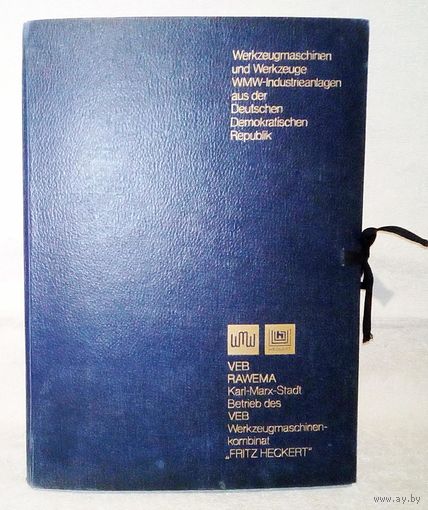 Werkzeugmaschinen
und Werkzeuge
WMW-Industrieanlagen
aus der
Deutschen
Demokratischen
Republik
WMW
VEB
RAWEMA
Karl-Marx-Stadt
Betrieb des
VEB
Werkzeugmaschinen-
kombinat
„FRITZ HECKERT"
www.ay.by